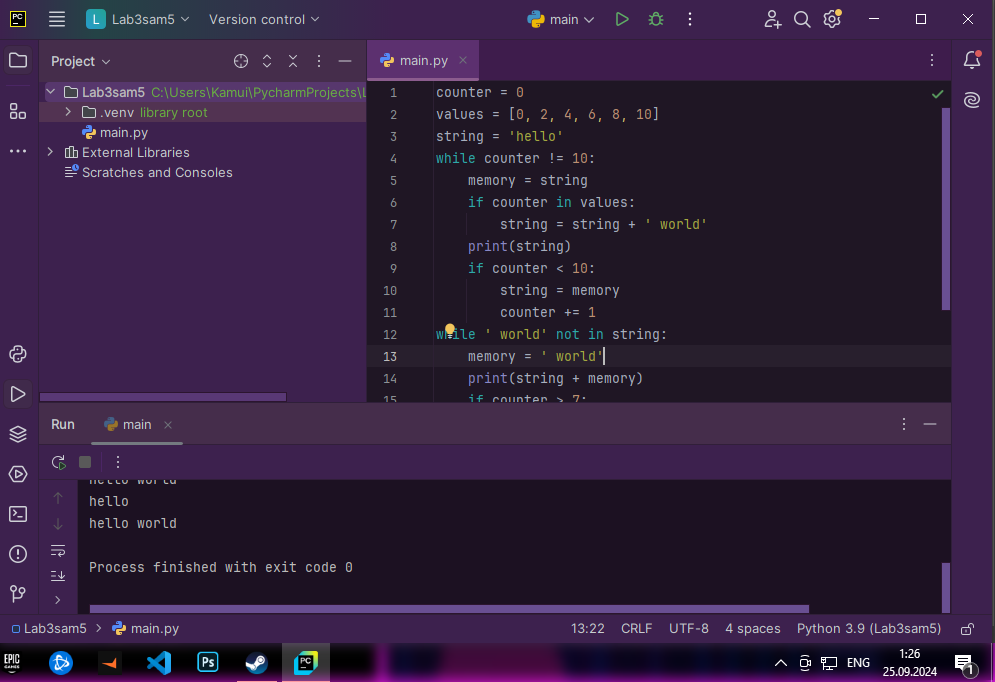 PC
L Lab3sam5 Version control main
Project
main.py
Lab3sam5 C:\Users\Kamui\PycharmProjects\L
.venv library root
main.py
External Libraries
Scratches and Consoles
1 counter = 0
2 values = [0, 2, 4, 6, 8, 10]
3 string = 'hello'
4 while counter != 10:
5 memory = string
6 if counter in values:
7 string = string + ' world'
8 print(string)
9 if counter < 10:
10 string = memory
11 counter += 1
12 while ' world' not in string:
13 memory = ' world'
14 print(string + memory)
15 if counter > 7:
Run main
hello world
hello
hello world
Process finished with exit code 0
Lab3sam5 main.py 13:22 CRLF UTF-8 4 spaces Python 3.9 (Lab3sam5)
EPIC GAMES Ps PC ENG 1:26
25.09.2024 1